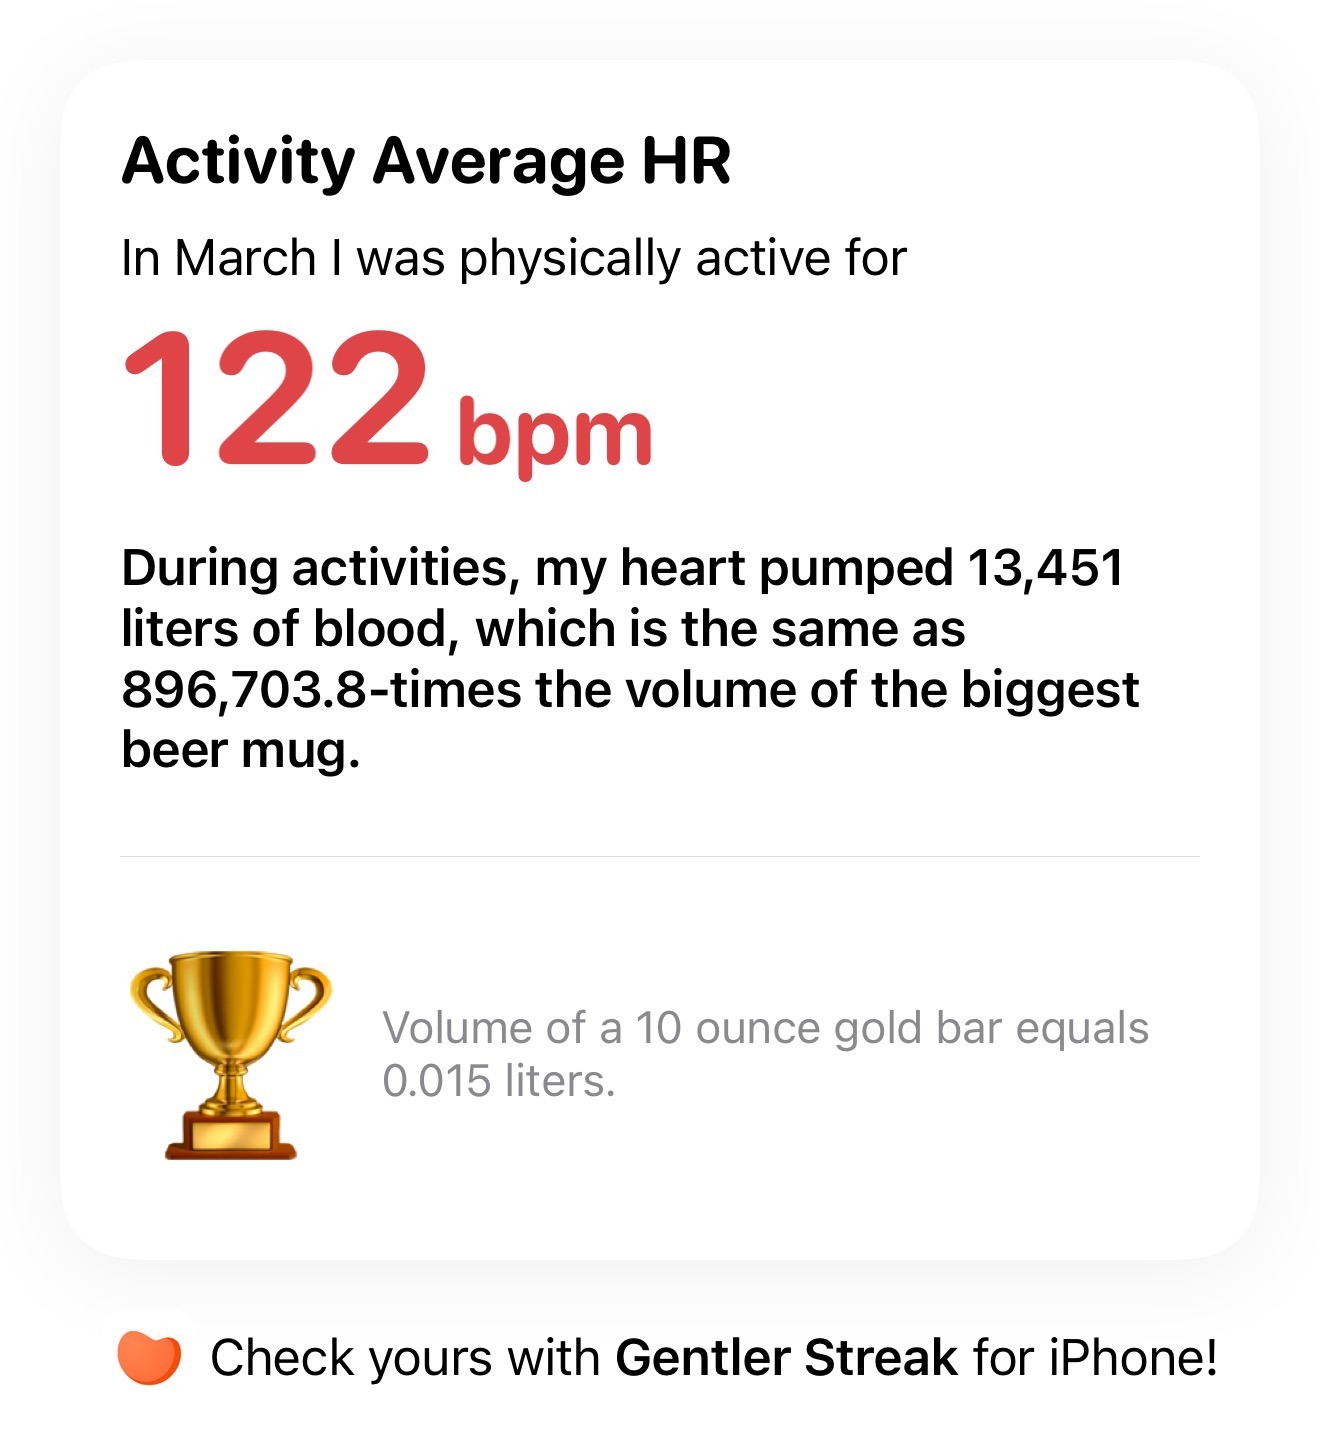 Activity Average HR
In March I was physically active for
122 bpm
During activities, my heart pumped 13,451
liters of blood, which is the same as
896,703.8-times the volume of the biggest
beer mug.
Volume of a 10 ounce gold bar equals
0.015 liters.
Check yours with Gentler Streak for iPhone!